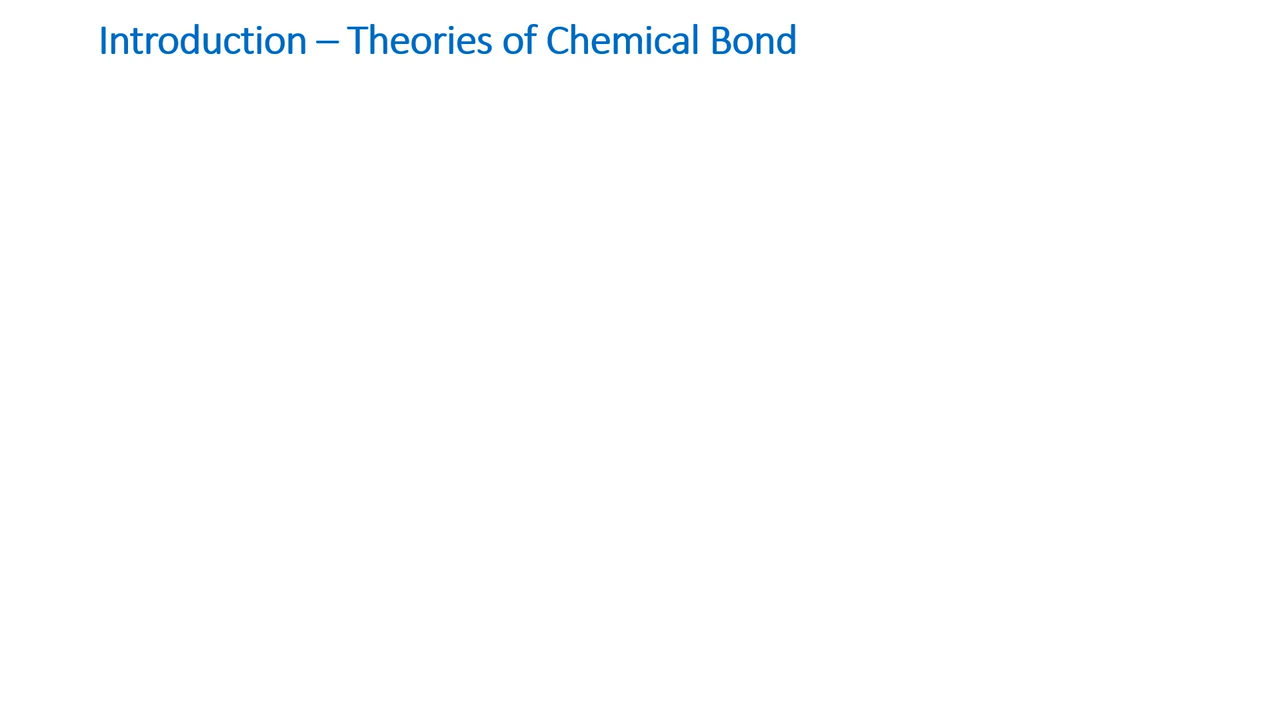 Introduction – Theories of Chemical Bond